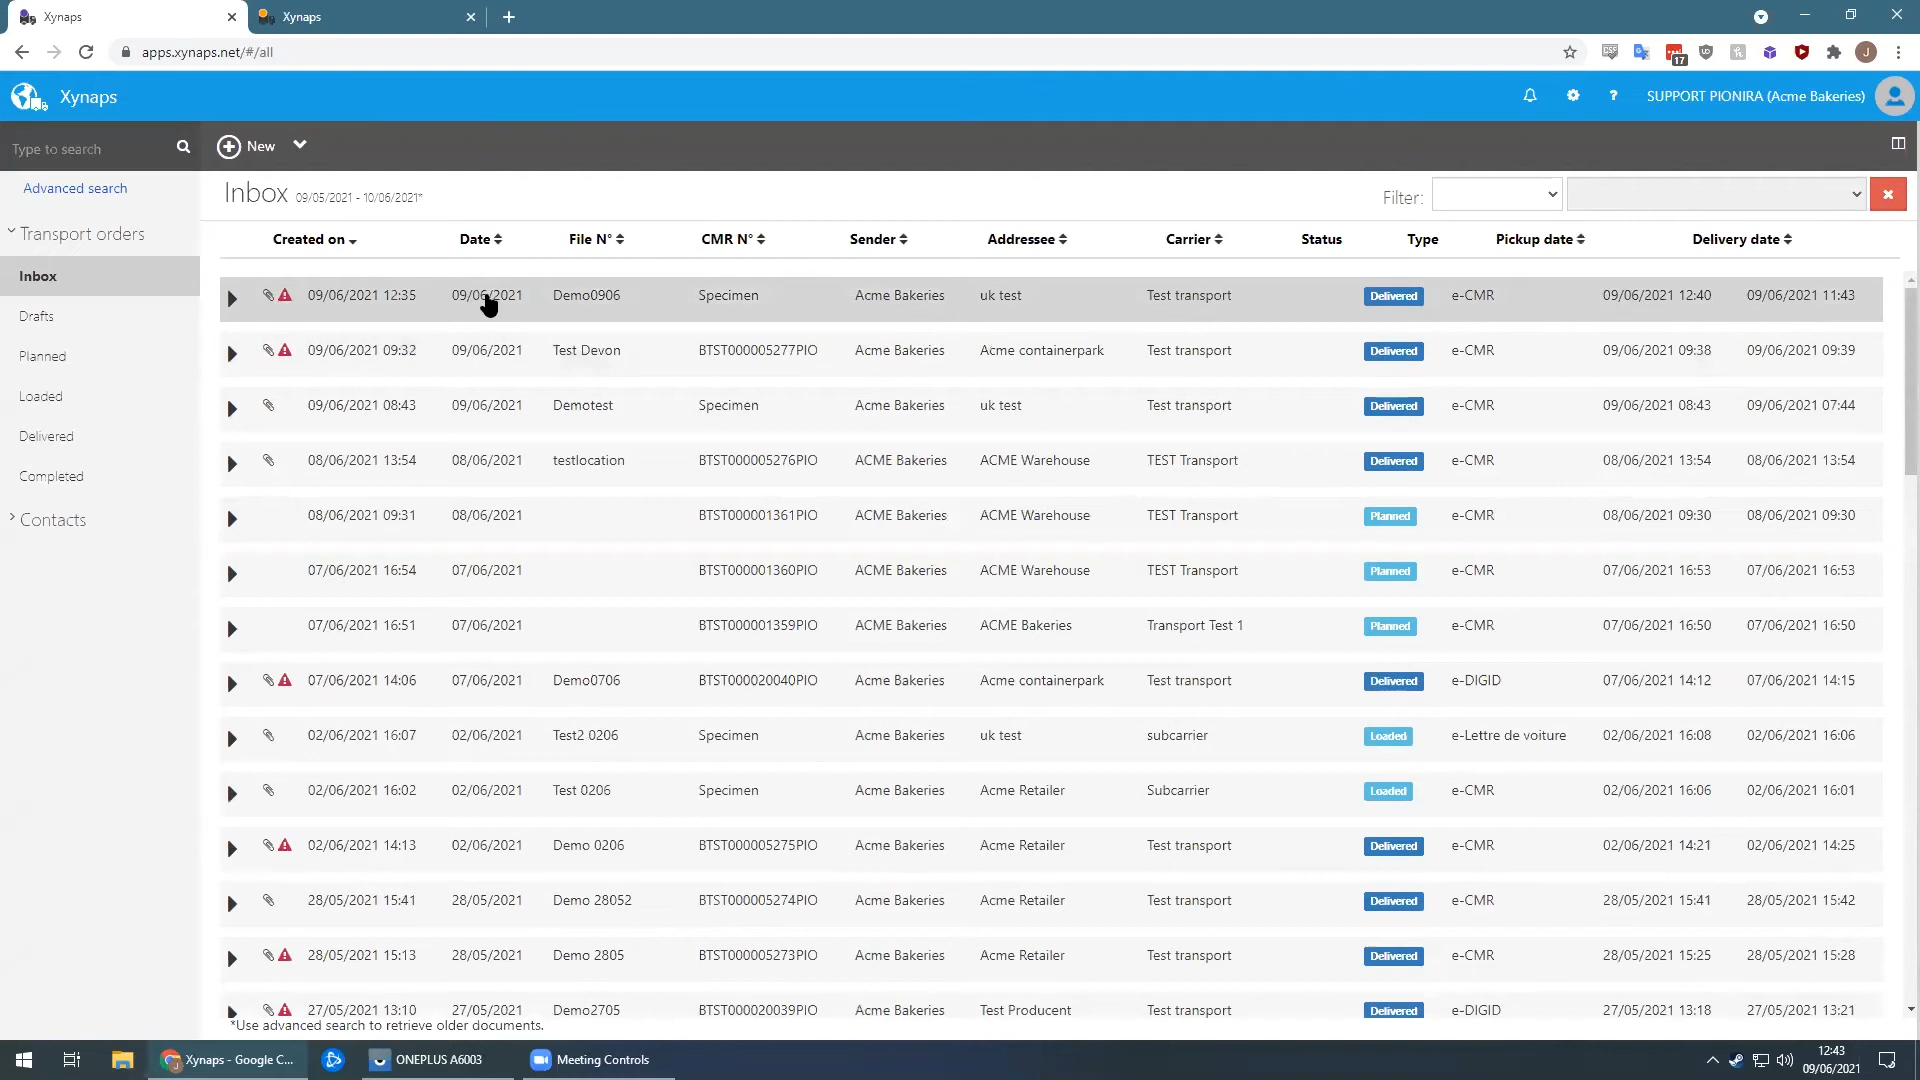 Xynaps
Xynaps
apps.xynaps.net/#/all
17
J
Xynaps
SUPPORT PIONIRA (Acme Bakeries)
Type to search
New
Advanced search
Inbox 09/05/2021 - 10/06/2021*
Filter:
Transport orders
Inbox
Drafts
Planned
Loaded
Delivered
Completed
Contacts
Created on Date File N° CMR N° Sender Addressee Carrier Status Type Pickup date Delivery date
09/06/2021 12:35 09/06/2021 Demo0906 Specimen Acme Bakeries uk test Test transport Delivered e-CMR 09/06/2021 12:40 09/06/2021 11:43
09/06/2021 09:32 09/06/2021 Test Devon BTST000005277PIO Acme Bakeries Acme containerpark Test transport Delivered e-CMR 09/06/2021 09:38 09/06/2021 09:39
09/06/2021 08:43 09/06/2021 Demotest Specimen Acme Bakeries uk test Test transport Delivered e-CMR 09/06/2021 08:43 09/06/2021 07:44
08/06/2021 13:54 08/06/2021 testlocation BTST000005276PIO ACME Bakeries ACME Warehouse TEST Transport Delivered e-CMR 08/06/2021 13:54 08/06/2021 13:54
08/06/2021 09:31 08/06/2021 BTST000001361PIO ACME Bakeries ACME Warehouse TEST Transport Planned e-CMR 08/06/2021 09:30 08/06/2021 09:30
07/06/2021 16:54 07/06/2021 BTST000001360PIO ACME Bakeries ACME Warehouse TEST Transport Planned e-CMR 07/06/2021 16:53 07/06/2021 16:53
07/06/2021 16:51 07/06/2021 BTST000001359PIO ACME Bakeries ACME Bakeries Transport Test 1 Planned e-CMR 07/06/2021 16:50 07/06/2021 16:50
07/06/2021 14:06 07/06/2021 Demo0706 BTST000020040PIO Acme Bakeries Acme containerpark Test transport Delivered e-DIGID 07/06/2021 14:12 07/06/2021 14:15
02/06/2021 16:07 02/06/2021 Test2 0206 Specimen Acme Bakeries uk test subcarrier Loaded e-Lettre de voiture 02/06/2021 16:08 02/06/2021 16:06
02/06/2021 16:02 02/06/2021 Test 0206 Specimen Acme Bakeries Acme Retailer Subcarrier Loaded e-CMR 02/06/2021 16:06 02/06/2021 16:01
02/06/2021 14:13 02/06/2021 Demo 0206 BTST000005275PIO Acme Bakeries Acme Retailer Test transport Delivered e-CMR 02/06/2021 14:21 02/06/2021 14:25
28/05/2021 15:41 28/05/2021 Demo 28052 BTST000005274PIO Acme Bakeries Acme Retailer Test transport Delivered e-CMR 28/05/2021 15:41 28/05/2021 15:42
28/05/2021 15:13 28/05/2021 Demo 2805 BTST000005273PIO Acme Bakeries Acme Retailer Test transport Delivered e-CMR 28/05/2021 15:25 28/05/2021 15:28
27/05/2021 13:10 27/05/2021 Demo2705 BTST000020039PIO Acme Bakeries Test Producent Test transport Delivered e-DIGID 27/05/2021 13:18 27/05/2021 13:21
*Use advanced search to retrieve older documents.
Xynaps - Google C...
ONEPLUS A6003
Meeting Controls
12:43
09/06/2021